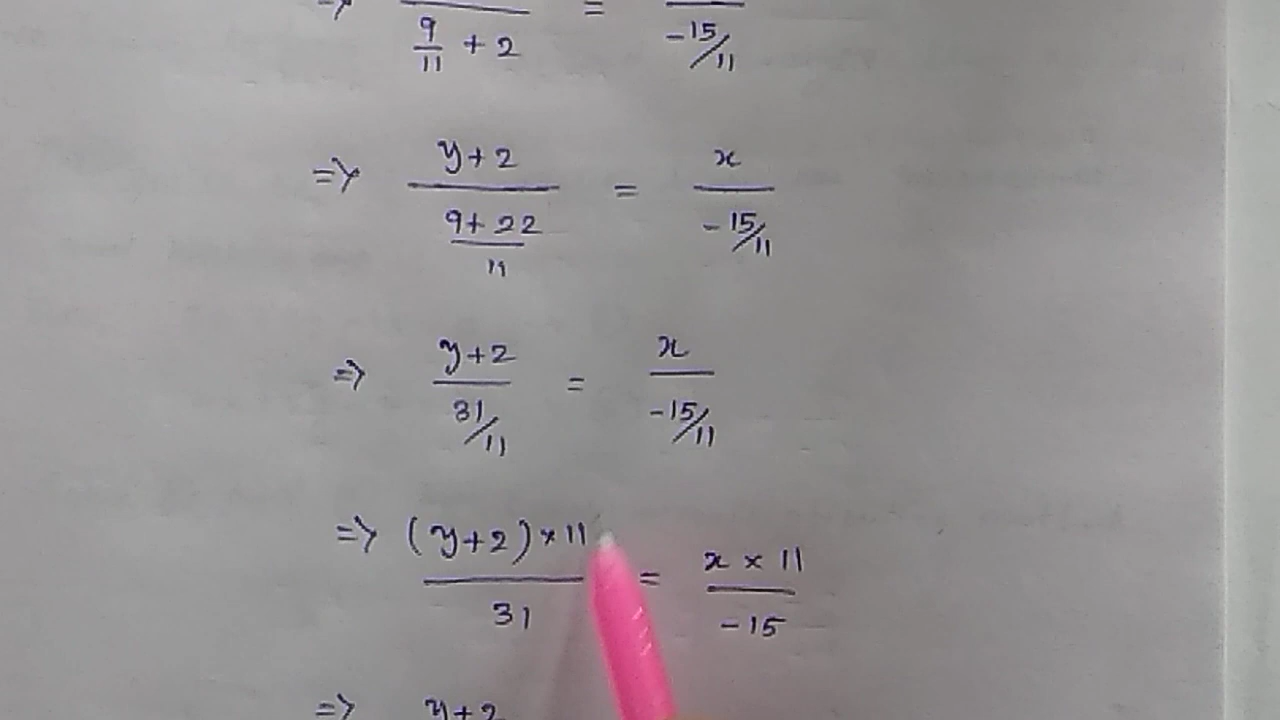 => / (9/11 + 2) = / (-15/11)
=> (y+2) / ((9+22)/11) = x / (-15/11)
=> (y+2) / (31/11) = x / (-15/11)
=> (y+2)×11 / 31 = x × 11 / -15
=> y+2